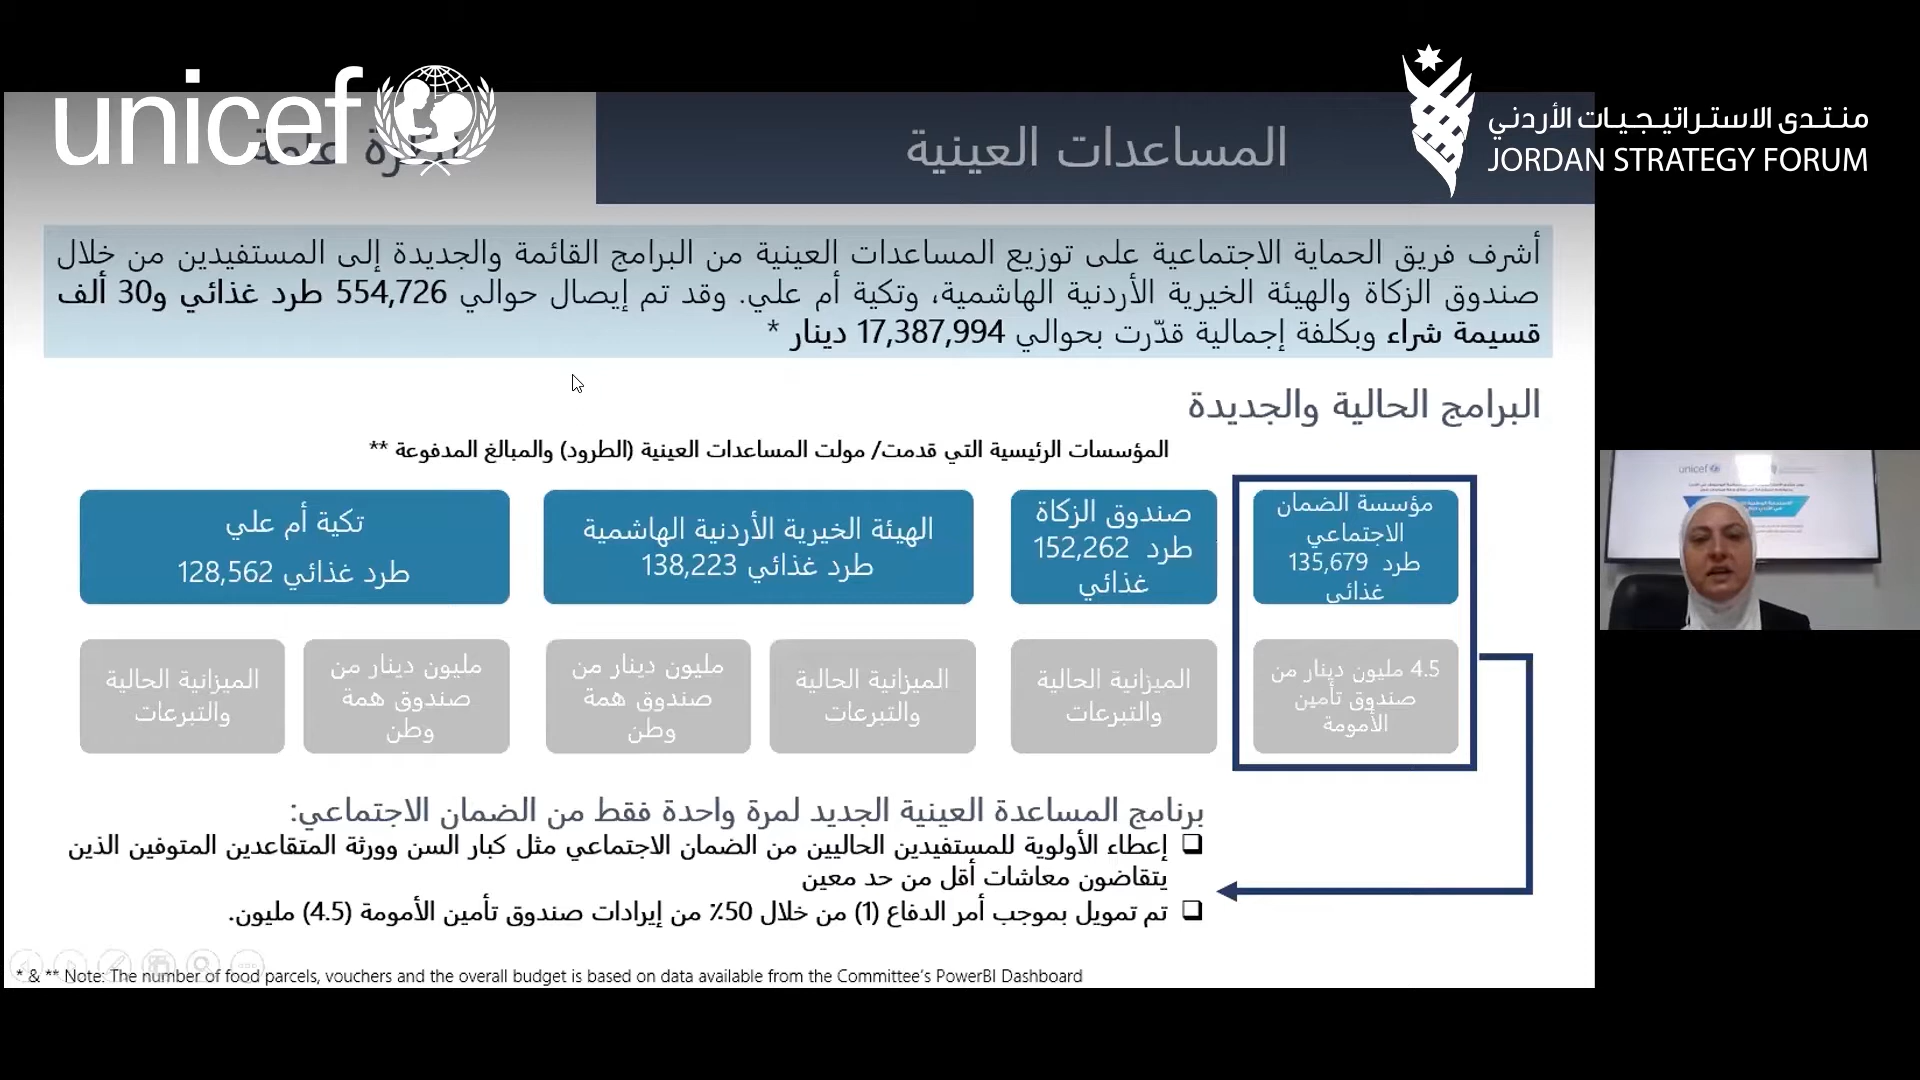 unicef
منتدى الاستراتيجيات الأردني
JORDAN STRATEGY FORUM
المساعدات العينية
عامة
أشرف فريق الحماية الاجتماعية على توزيع المساعدات العينية من البرامج القائمة والجديدة إلى المستفيدين من خلال
صندوق الزكاة والهيئة الخيرية الأردنية الهاشمية، وتكية أم علي. وقد تم إيصال حوالي 554,726 طرد غذائي و30 ألف
قسيمة شراء وبكلفة إجمالية قدّرت بحوالي 17,387,994 دينار *
البرامج الحالية والجديدة
المؤسسات الرئيسية التي قدمت/ مولت المساعدات العينية (الطرود) والمبالغ المدفوعة **
مؤسسة الضمان
الاجتماعي
135,679 طرد
غذائي
صندوق الزكاة
152,262 طرد
غذائي
الهيئة الخيرية الأردنية الهاشمية
138,223 طرد غذائي
تكية أم علي
128,562 طرد غذائي
4.5 مليون دينار من
صندوق تأمين
الأمومة
الميزانية الحالية
والتبرعات
الميزانية الحالية
والتبرعات
مليون دينار من
صندوق همة
وطن
مليون دينار من
صندوق همة
وطن
الميزانية الحالية
والتبرعات
برنامج المساعدة العينية الجديد لمرة واحدة فقط من الضمان الاجتماعي:
إعطاء الأولوية للمستفيدين الحاليين من الضمان الاجتماعي مثل كبار السن وورثة المتقاعدين المتوفين الذين
يتقاضون معاشات أقل من حد معين
تم تمويل بموجب أمر الدفاع (1) من خلال 50٪ من إيرادات صندوق تأمين الأمومة (4.5) مليون.
* & ** Note: The number of food parcels, vouchers and the overall budget is based on data available from the Committee's PowerBI Dashboard
unicef